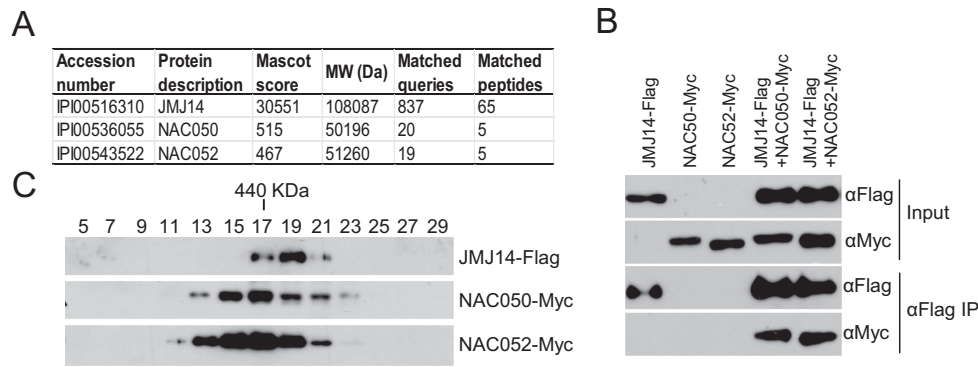 A
Accession number Protein description Mascot score MW (Da) Matched queries Matched peptides
IPI00516310 JMJ14 30551 108087 837 65
IPI00536055 NAC050 515 50196 20 5
IPI00543522 NAC052 467 51260 19 5
B
JMJ14-Flag
NAC50-Myc
NAC52-Myc
JMJ14-Flag
+NAC050-Myc
JMJ14-Flag
+NAC052-Myc
αFlag
αMyc
Input
αFlag
αMyc
αFlag IP
C
440 KDa
5 7 9 11 13 15 17 19 21 23 25 27 29
JMJ14-Flag
NAC050-Myc
NAC052-Myc